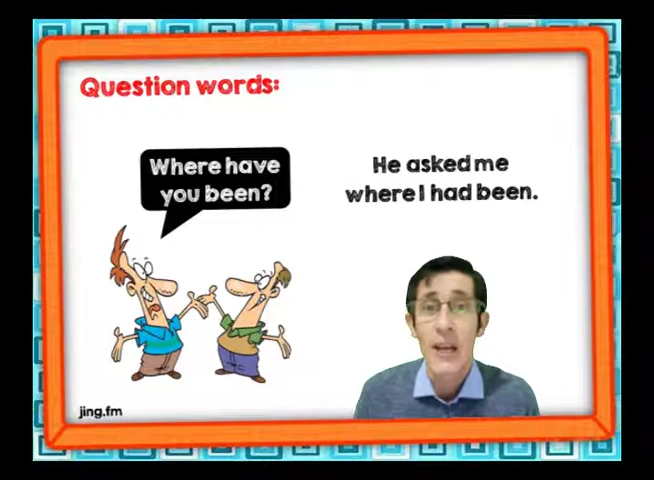 Question words:
Where have
you been?
He asked me
where I had been.
jing.fm